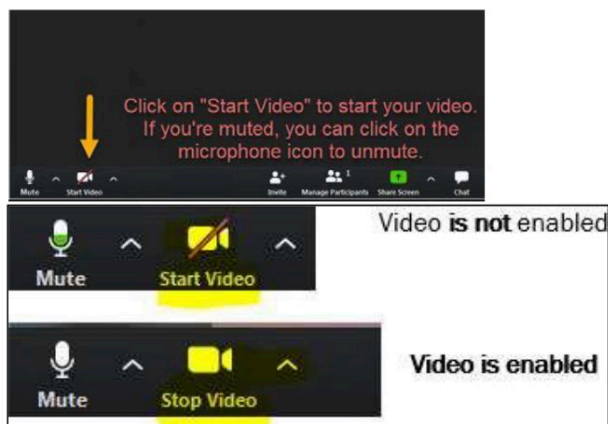 Click on "Start Video" to start your video.
If you're muted, you can click on the
microphone icon to unmute.
Mute Start Video Invite Manage Participants 1 Share Screen Chat
Video is not enabled
Mute Start Video
Video is enabled
Mute Stop Video